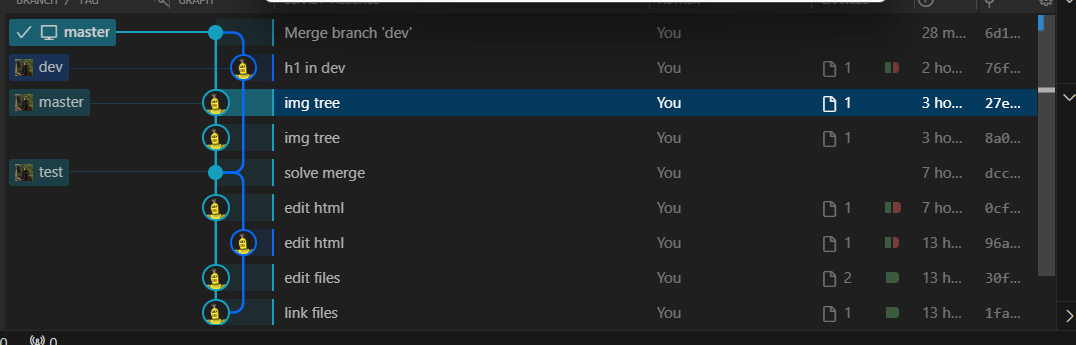 BRANCH / TAG GRAPH
master Merge branch 'dev' You 28 m... 6d1...
dev h1 in dev You 1 2 ho... 76f...
master img tree You 1 3 ho... 27e...
img tree You 1 3 ho... 8a0...
test solve merge You 7 ho... dcc...
edit html You 1 7 ho... 0cf...
edit html You 1 13 h... 96a...
edit files You 2 13 h... 30f...
link files You 1 13 h... 1fa...
0 0